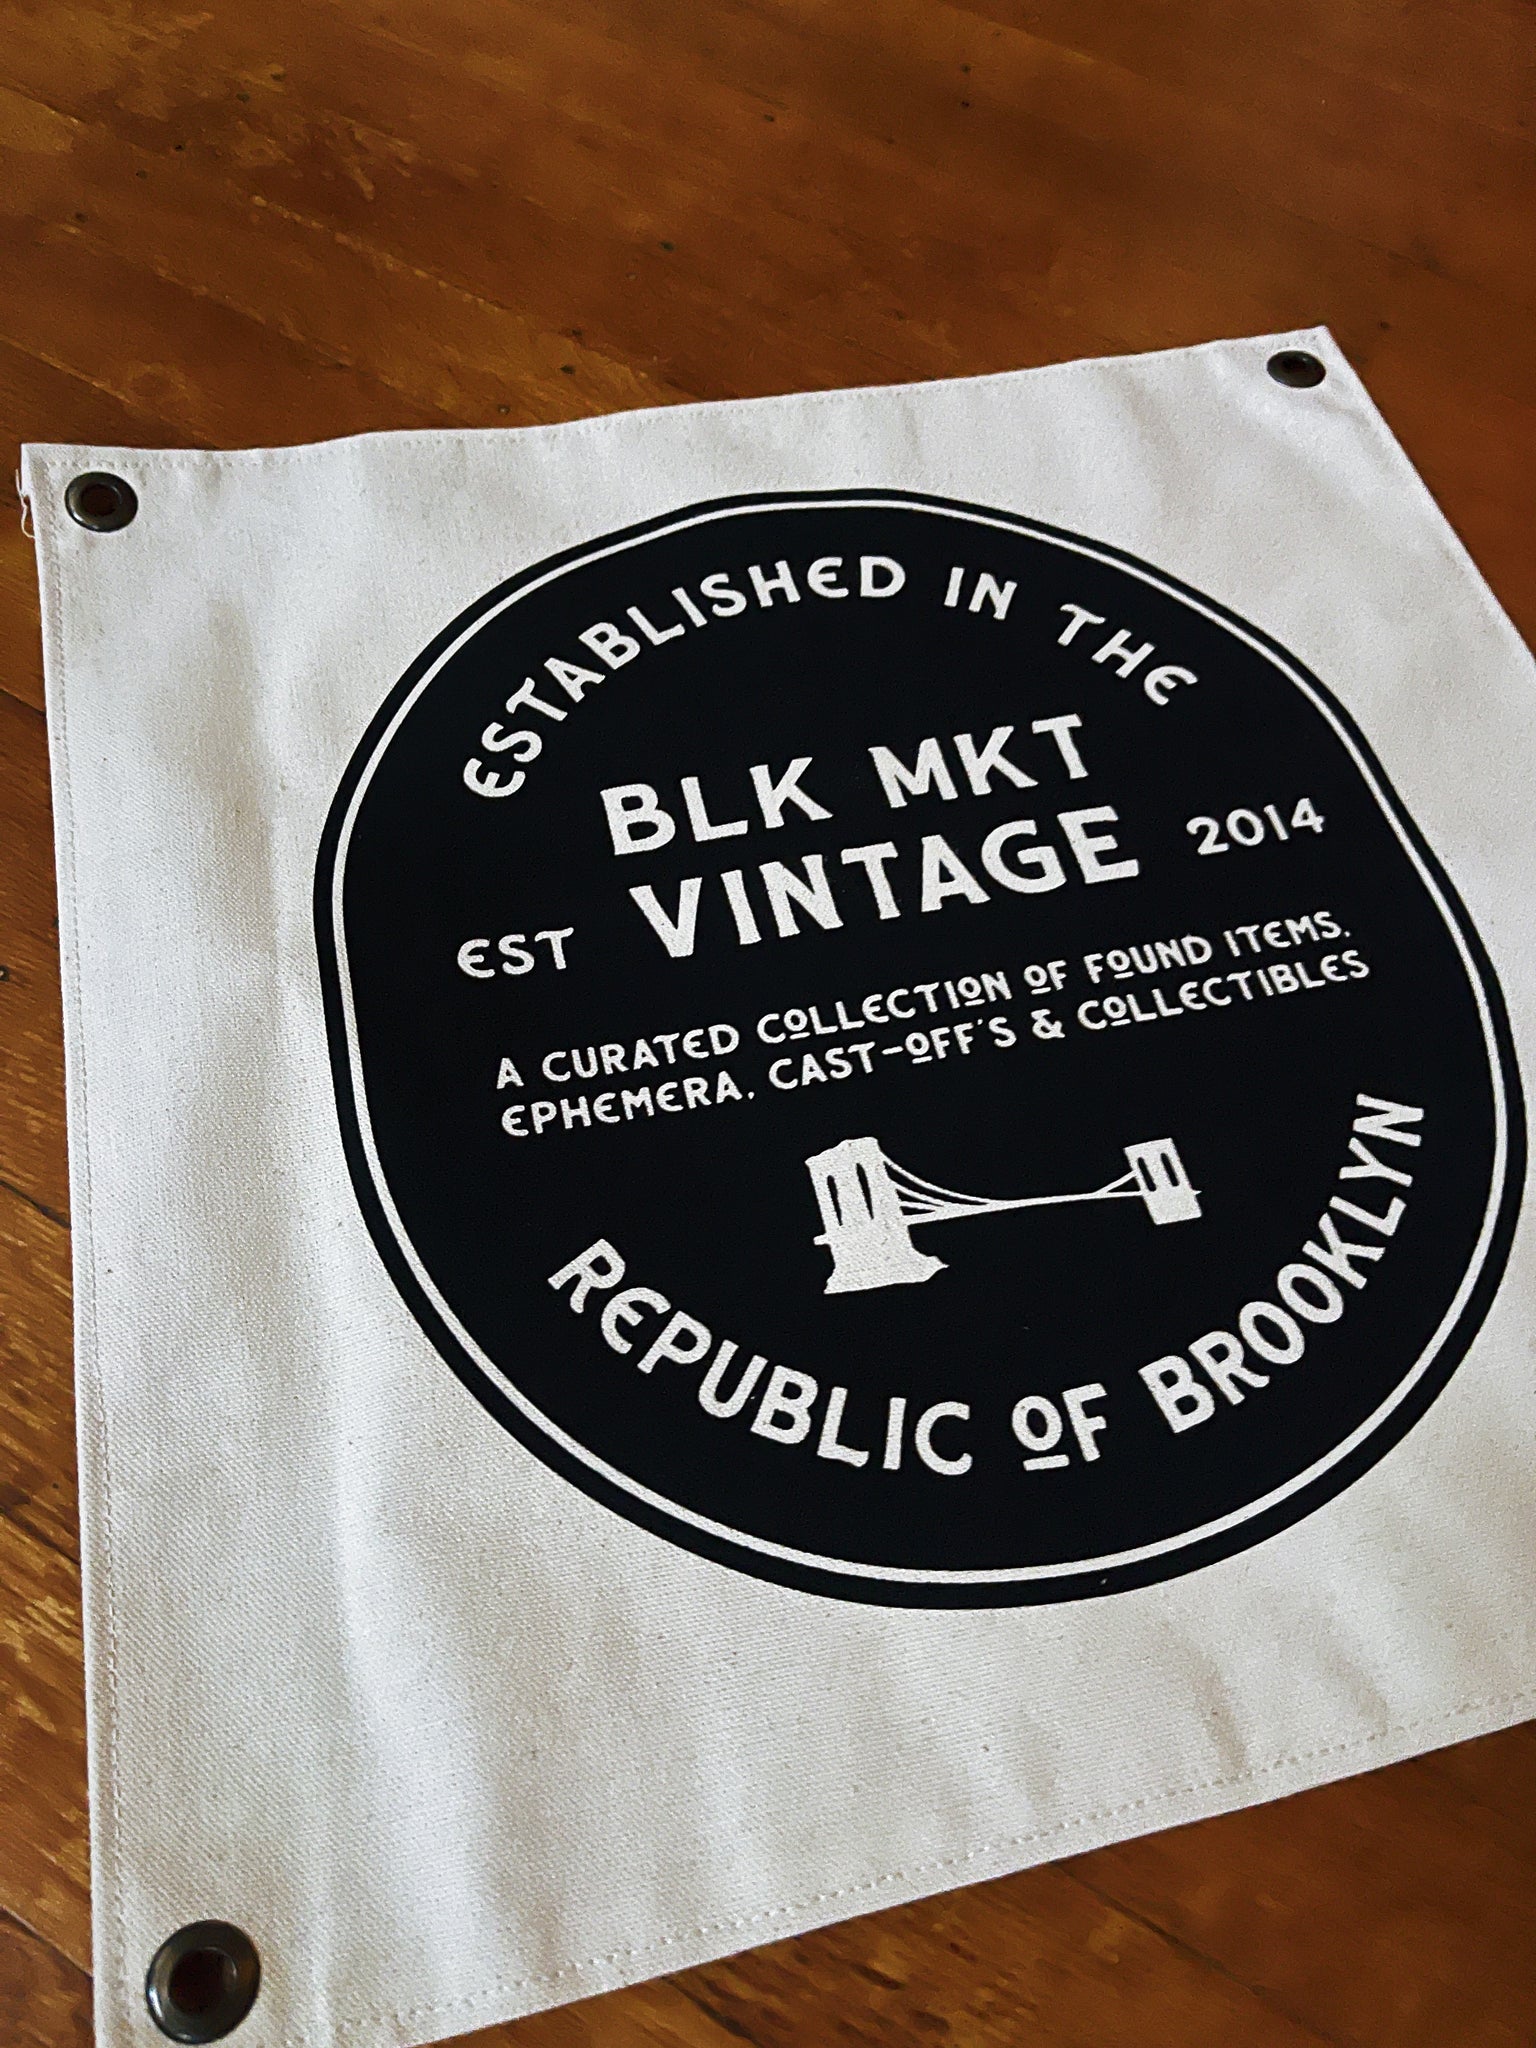 ESTABLISHED IN THE
BLK MKT
EST VINTAGE 2014
A CURATED COLLECTION OF FOUND ITEMS,
EPHEMERA, CAST-OFF'S & COLLECTIBLES
REPUBLIC OF BROOKLYN